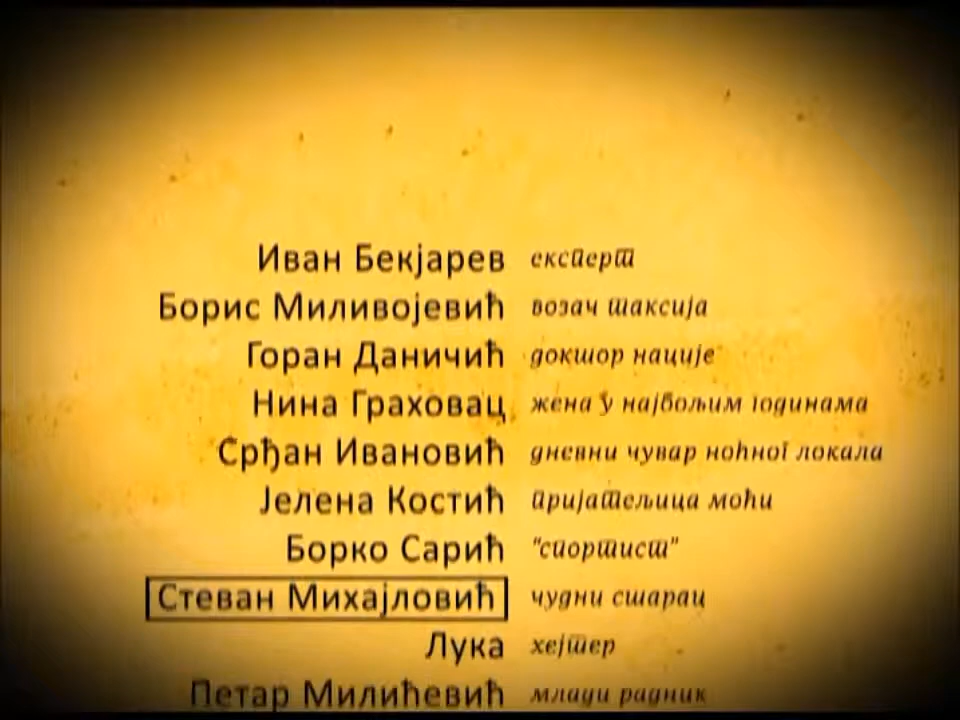 Иван Бекјарев експерт
Борис Миливојевић возач таксија
Горан Даничић доктор нације
Нина Граховац жена у најбољим годинама
Срђан Ивановић дневни чувар ноћног локала
Јелена Костић пријатељица моћи
Борко Сарић "спортист"
Стеван Михајловић чудни старац
Лука хејтер
Петар Милићевић млади радник